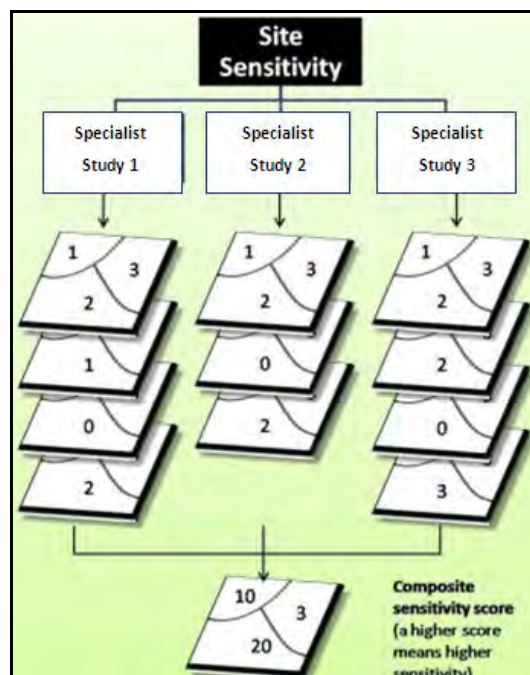 Site
Sensitivity
Specialist
Study 1
Specialist
Study 2
Specialist
Study 3
1
3
2
1
0
2
1
3
2
0
2
1
3
2
2
0
3
10
3
20
Composite
sensitivity score
(a higher score
means higher
sensitivity)